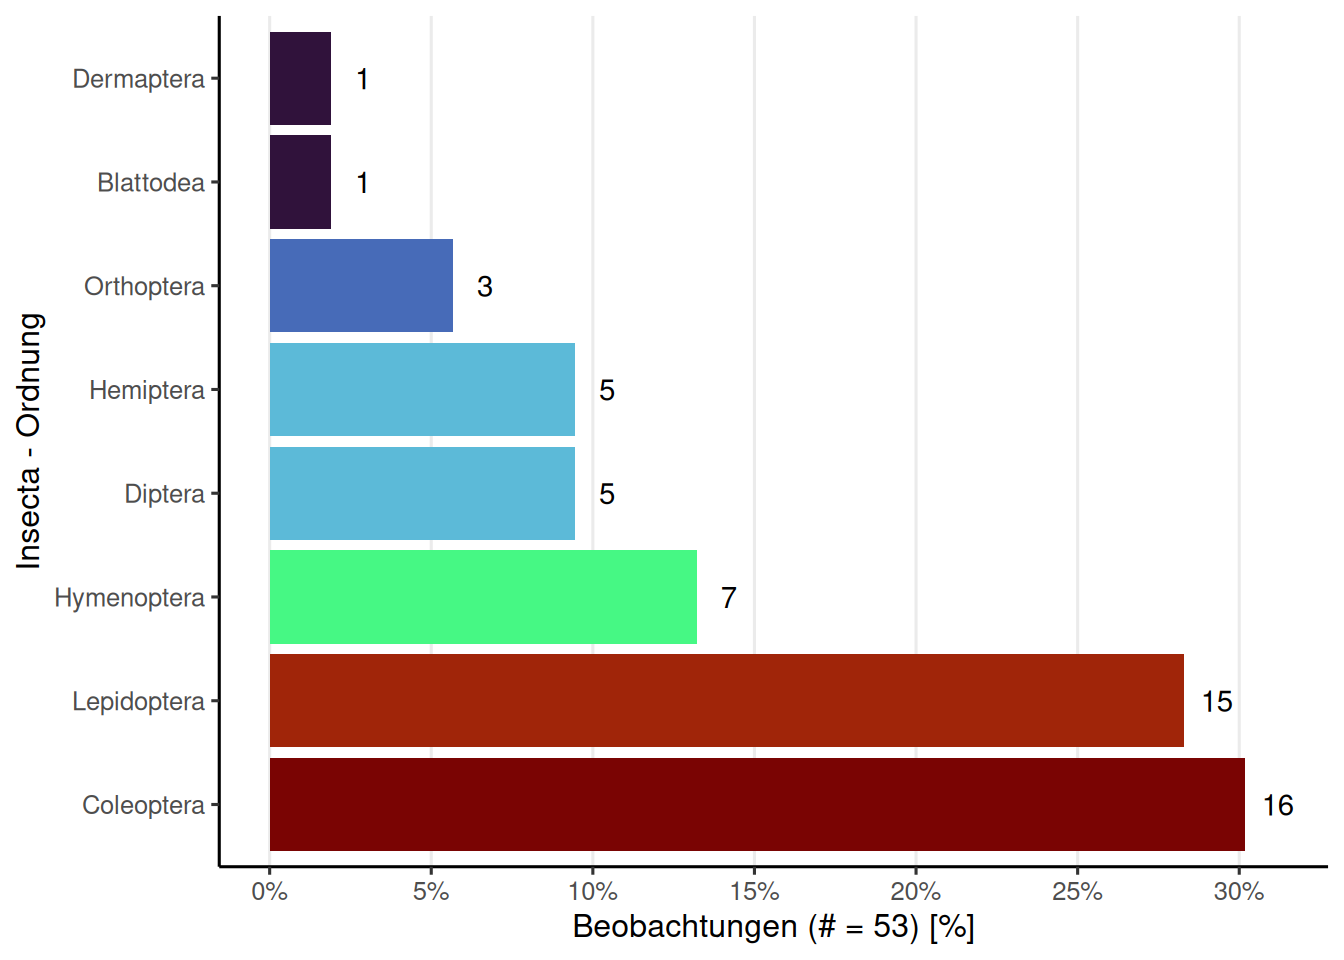 Dermaptera 1
Blattodea 1
Orthoptera 3
Hemiptera 5
Diptera 5
Hymenoptera 7
Lepidoptera 15
Coleoptera 16
Insecta - Ordnung
0% 5% 10% 15% 20% 25% 30%
Beobachtungen (# = 53) [%]